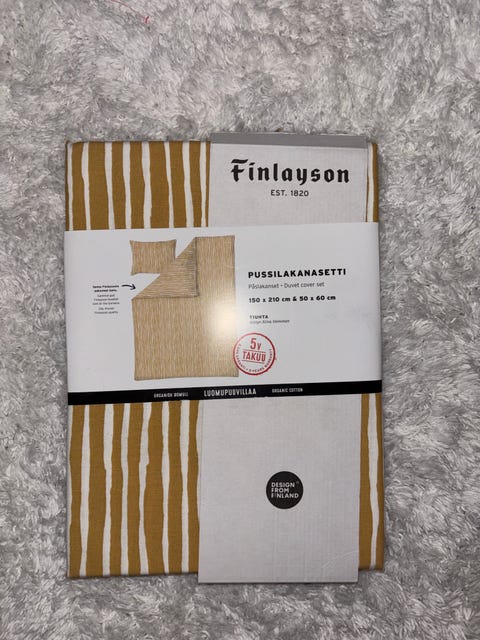 Finlayson
EST. 1820
PUSSILAKANASETTI
Påslakanset • Duvet cover set
150 x 210 cm & 50 x 60 cm
TIUHTA
5v
TAKUU
ORGANISK BOMULL LUOMUPUUVILLAA ORGANIC COTTON
DESIGN
FROM
FINLAND